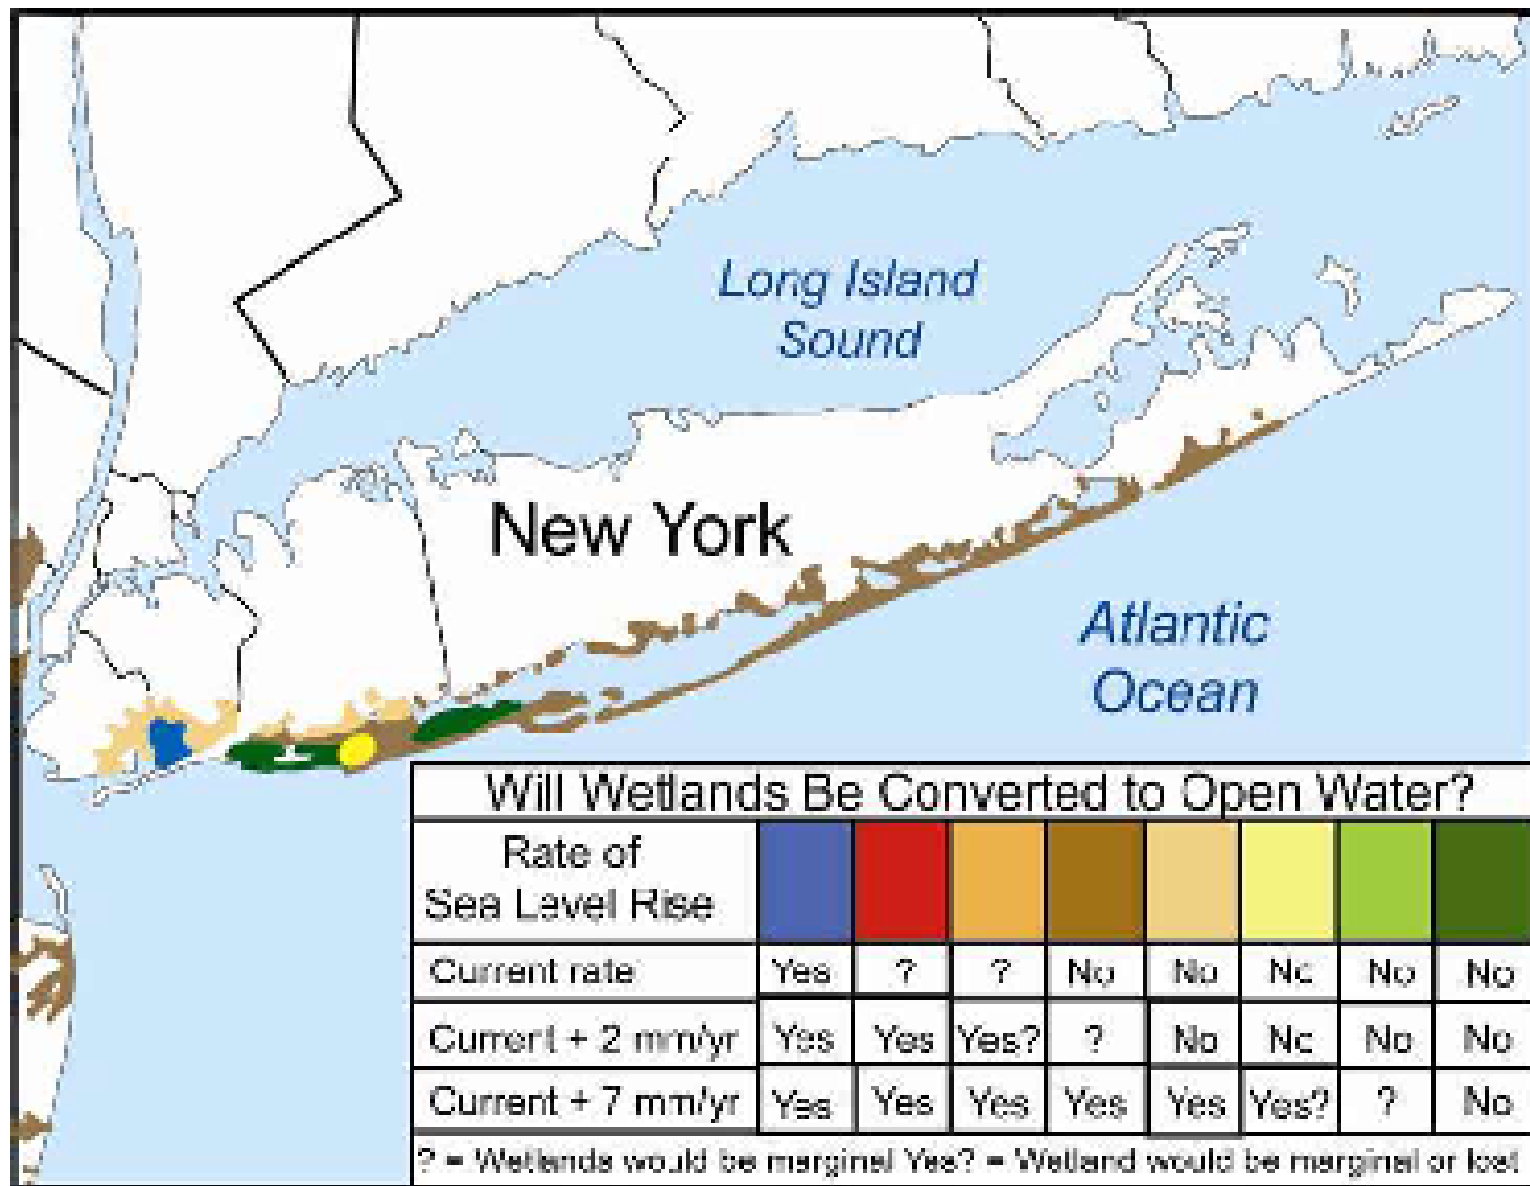 Long Island
Sound
New York
Atlantic
Ocean
Will Wetlands Be Converted to Open Water?
Rate of
Sea Level Rise
Current rate Yes ? ? No No No No No
Current + 2 mm/yr Yes Yes Yes? ? No No No No
Current + 7 mm/yr Yes Yes Yes Yes Yes Yes? ? No
? = Wetlands would be marginal Yes? = Wetland would be marginal or lost